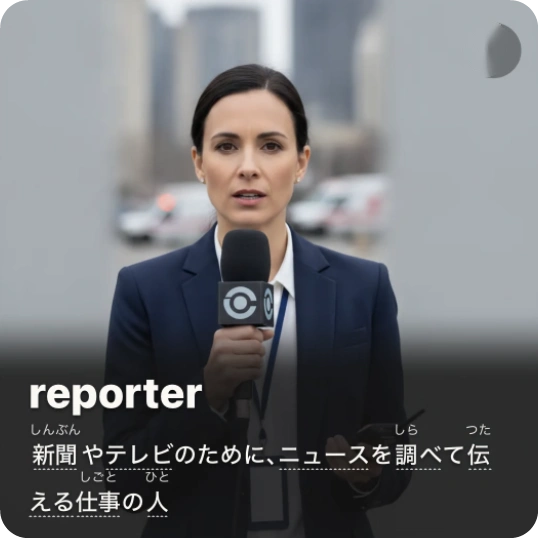 reporter
しんぶん しら つた
新聞やテレビのために、ニュースを調べて伝
しごと ひと
える仕事の人